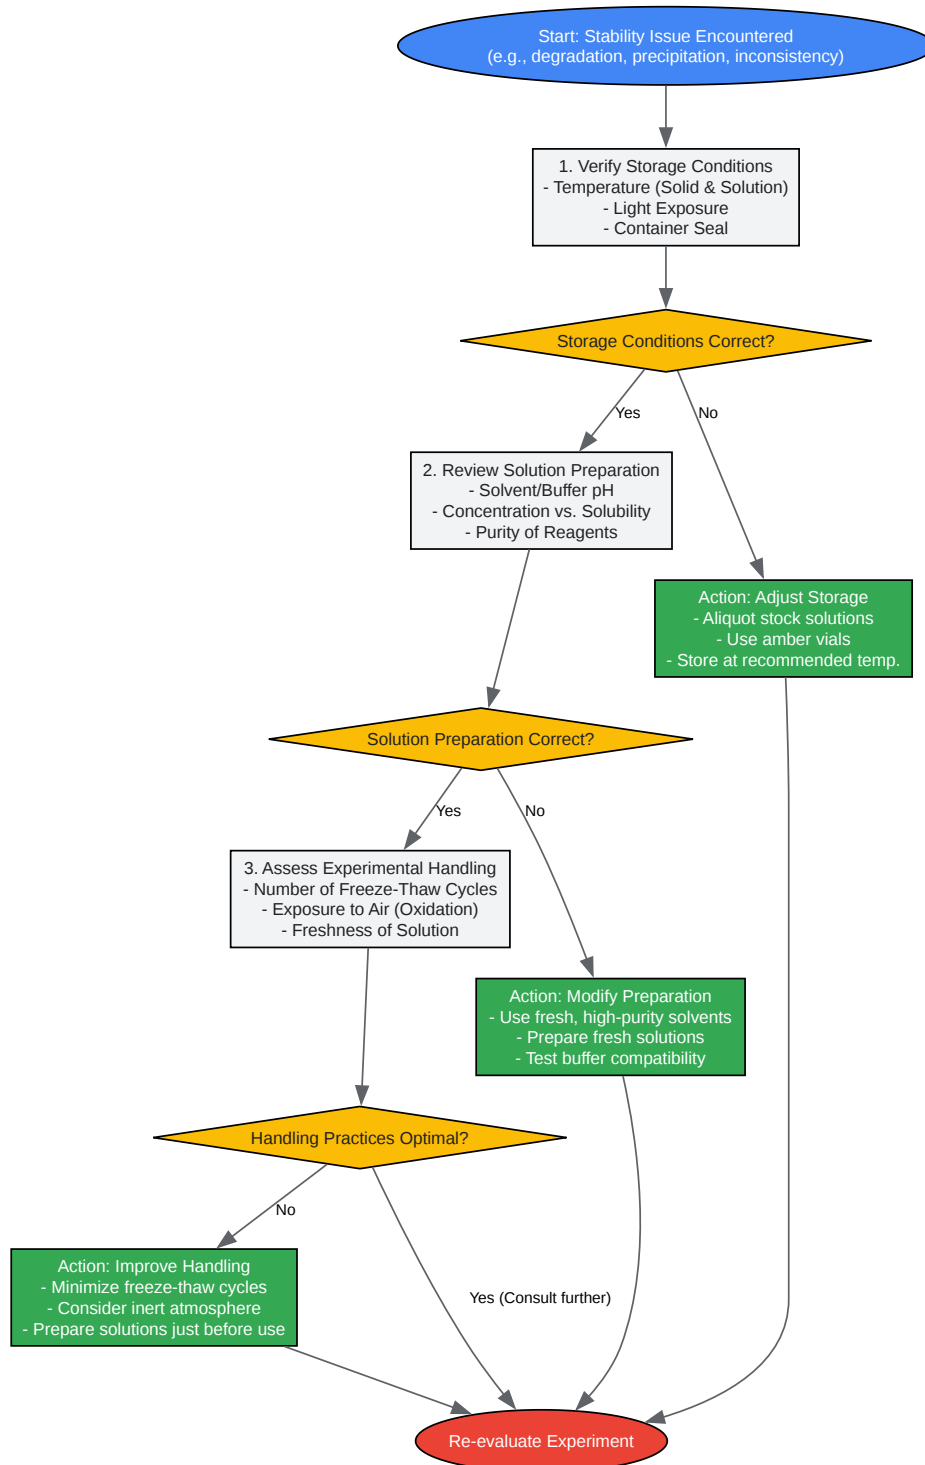 Start: Stability Issue Encountered
(e.g., degradation, precipitation, inconsistency)
1. Verify Storage Conditions
- Temperature (Solid & Solution)
- Light Exposure
- Container Seal
Storage Conditions Correct?
Yes
No
2. Review Solution Preparation
- Solvent/Buffer pH
- Concentration vs. Solubility
- Purity of Reagents
Action: Adjust Storage
- Aliquot stock solutions
- Use amber vials
- Store at recommended temp.
Solution Preparation Correct?
Yes
No
3. Assess Experimental Handling
- Number of Freeze-Thaw Cycles
- Exposure to Air (Oxidation)
- Freshness of Solution
Action: Modify Preparation
- Use fresh, high-purity solvents
- Prepare fresh solutions
- Test buffer compatibility
Handling Practices Optimal?
No
Action: Improve Handling
- Minimize freeze-thaw cycles
- Consider inert atmosphere
- Prepare solutions just before use
Yes (Consult further)
Re-evaluate Experiment